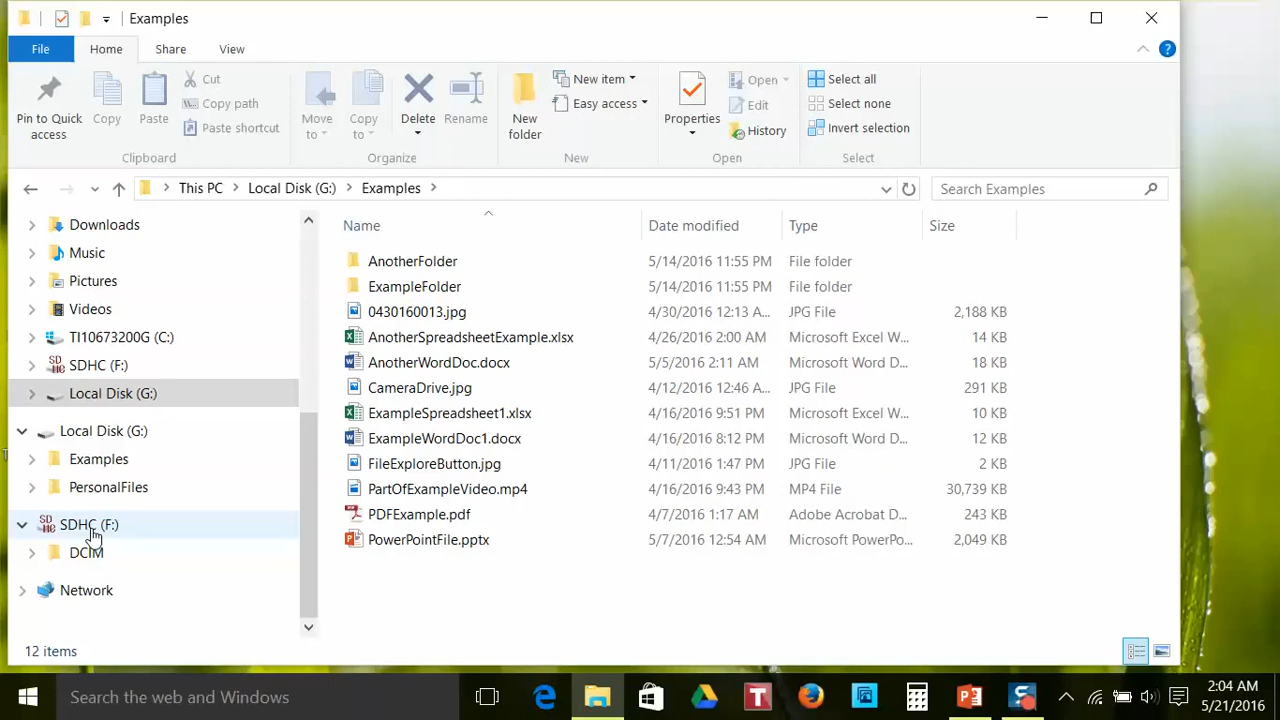 Examples
File Home Share View
Pin to Quick access
Copy
Paste
Cut
Copy path
Paste shortcut
Clipboard
Move to
Copy to
Delete
Rename
Organize
New folder
New item
Easy access
New
Properties
Open
Edit
History
Open
Select all
Select none
Invert selection
Select
This PC Local Disk (G:) Examples
Search Examples
Downloads
Music
Pictures
Videos
TI10673200G (C:)
SDHC (F:)
Local Disk (G:)
Local Disk (G:)
Examples
PersonalFiles
SDHC (F:)
DCIM
Network
Name Date modified Type Size
AnotherFolder 5/14/2016 11:55 PM File folder
ExampleFolder 5/14/2016 11:55 PM File folder
0430160013.jpg 4/30/2016 12:13 A... JPG File 2,188 KB
AnotherSpreadsheetExample.xlsx 4/26/2016 2:00 AM Microsoft Excel W... 14 KB
AnotherWordDoc.docx 5/5/2016 2:11 AM Microsoft Word D... 18 KB
CameraDrive.jpg 4/12/2016 12:46 A... JPG File 291 KB
ExampleSpreadsheet1.xlsx 4/16/2016 9:51 PM Microsoft Excel W... 10 KB
ExampleWordDoc1.docx 4/16/2016 8:12 PM Microsoft Word D... 12 KB
FileExploreButton.jpg 4/11/2016 1:47 PM JPG File 2 KB
PartOfExampleVideo.mp4 4/16/2016 9:43 PM MP4 File 30,739 KB
PDFExample.pdf 4/7/2016 1:17 AM Adobe Acrobat D... 243 KB
PowerPointFile.pptx 5/7/2016 12:54 AM Microsoft PowerPo... 2,049 KB
12 items
Search the web and Windows
2:04 AM
5/21/2016